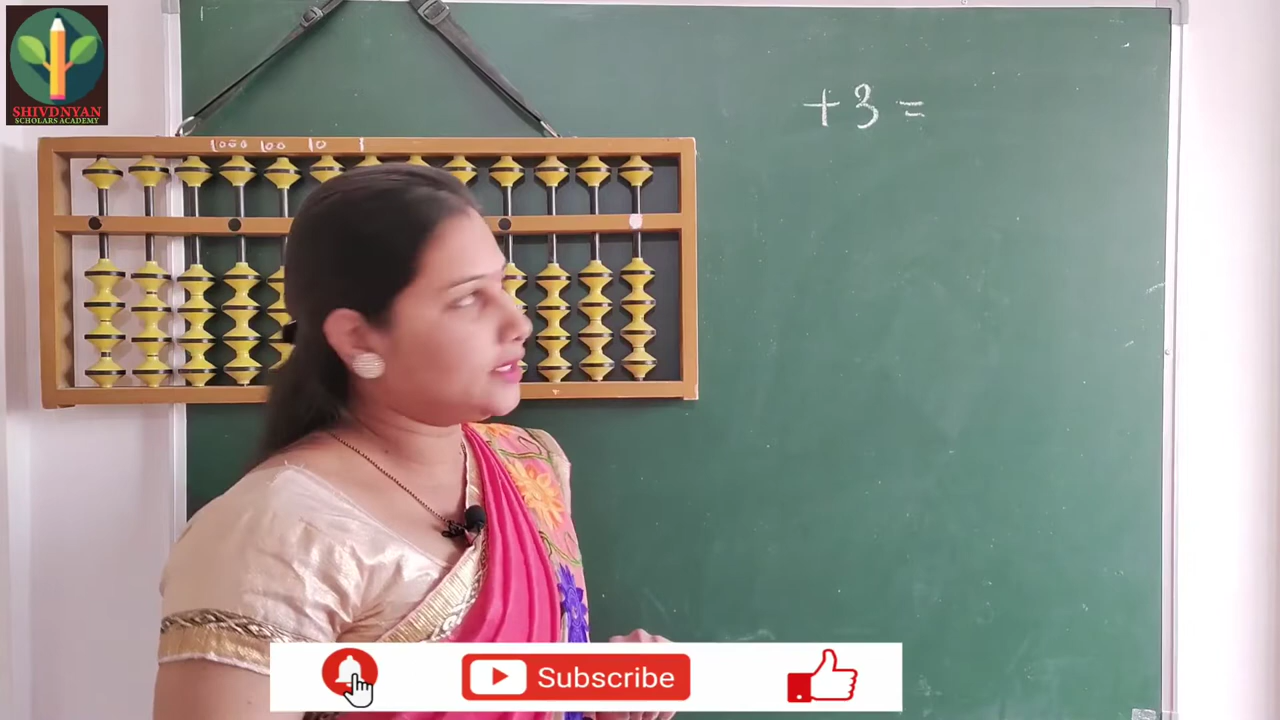 SHIVDNYAN
SCHOLARS ACADEMY
1000 100 10 1
+3 =
Subscribe